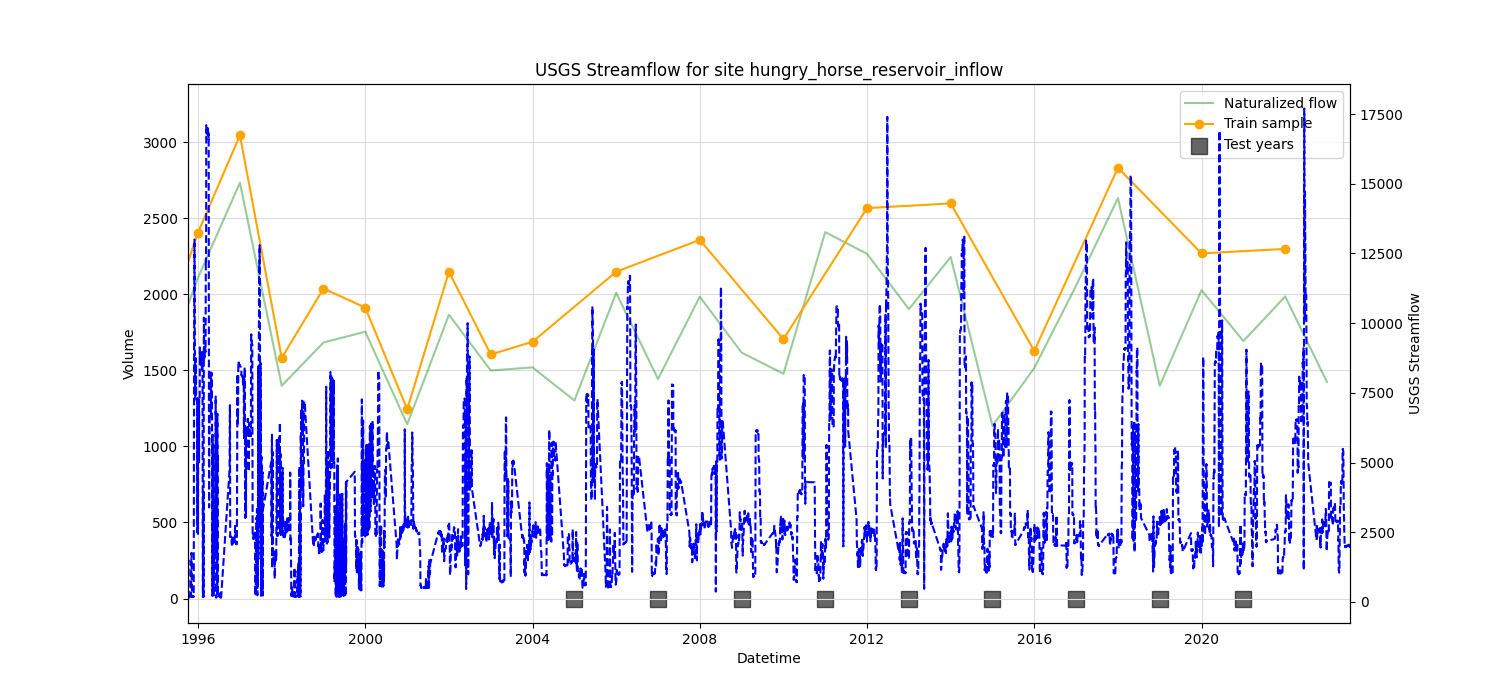 USGS Streamflow for site hungry_horse_reservoir_inflow
Naturalized flow
Train sample
Test years
Volume
3000
2500
2000
1500
1000
500
0
USGS Streamflow
17500
15000
12500
10000
7500
5000
2500
0
1996 2000 2004 2008 2012 2016 2020
Datetime